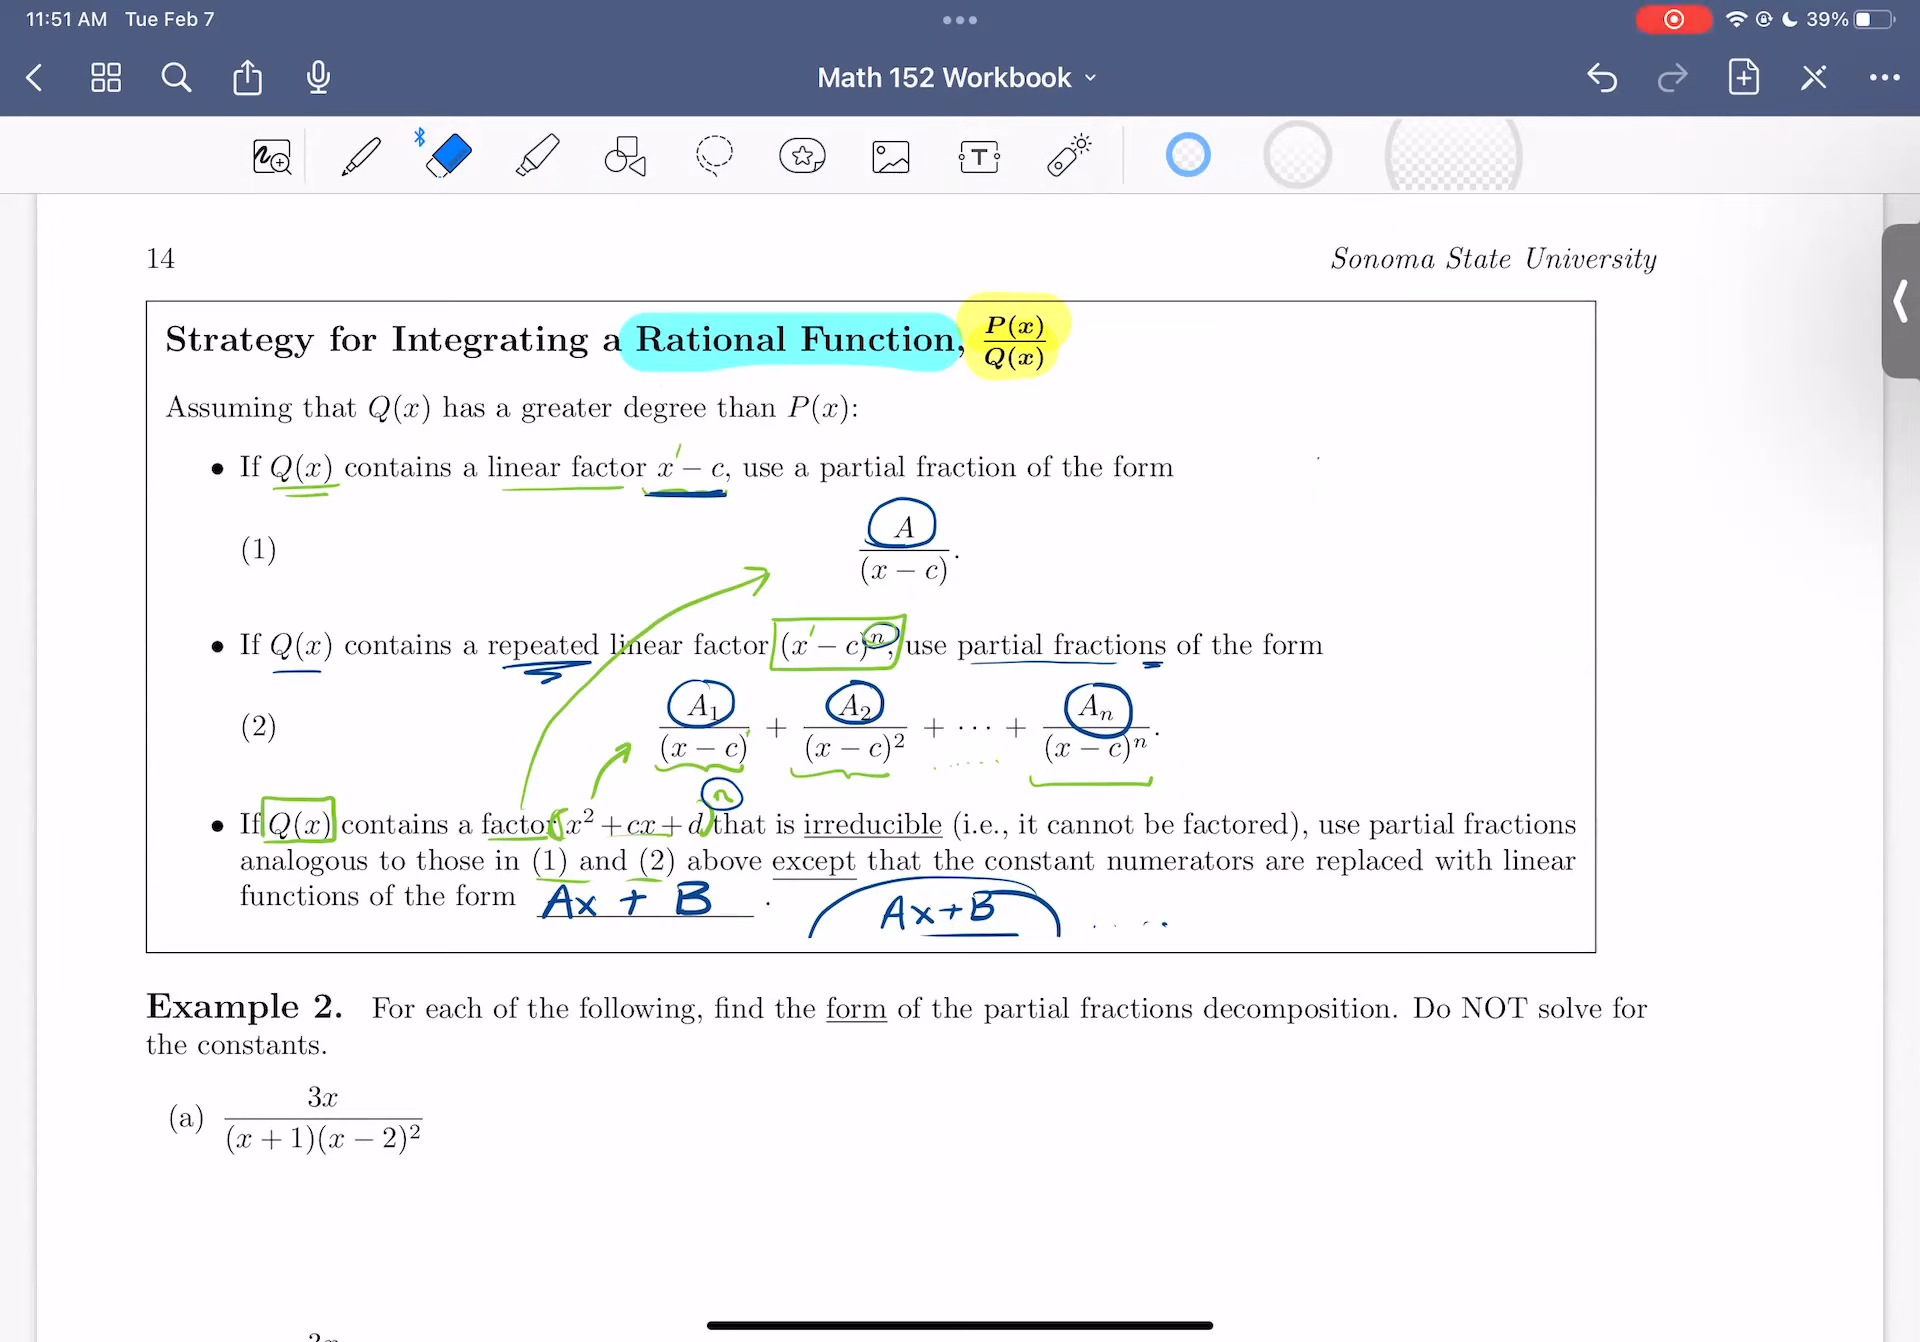 11:51 AM Tue Feb 7
39%
Math 152 Workbook
14 Sonoma State University
Strategy for Integrating a Rational Function, P(x)/Q(x)
Assuming that Q(x) has a greater degree than P(x):
• If Q(x) contains a linear factor x − c, use a partial fraction of the form
(1) A/(x − c).
• If Q(x) contains a repeated linear factor (x − c)ⁿ, use partial fractions of the form
(2) A₁/(x − c) + A₂/(x − c)² + ··· + Aₙ/(x − c)ⁿ.
• If Q(x) contains a factor (x² + cx + d)ⁿ that is irreducible (i.e., it cannot be factored), use partial fractions
analogous to those in (1) and (2) above except that the constant numerators are replaced with linear
functions of the form Ax + B. Ax+B .....
Example 2. For each of the following, find the form of the partial fractions decomposition. Do NOT solve for
the constants.
(a) 3x/((x + 1)(x − 2)²)